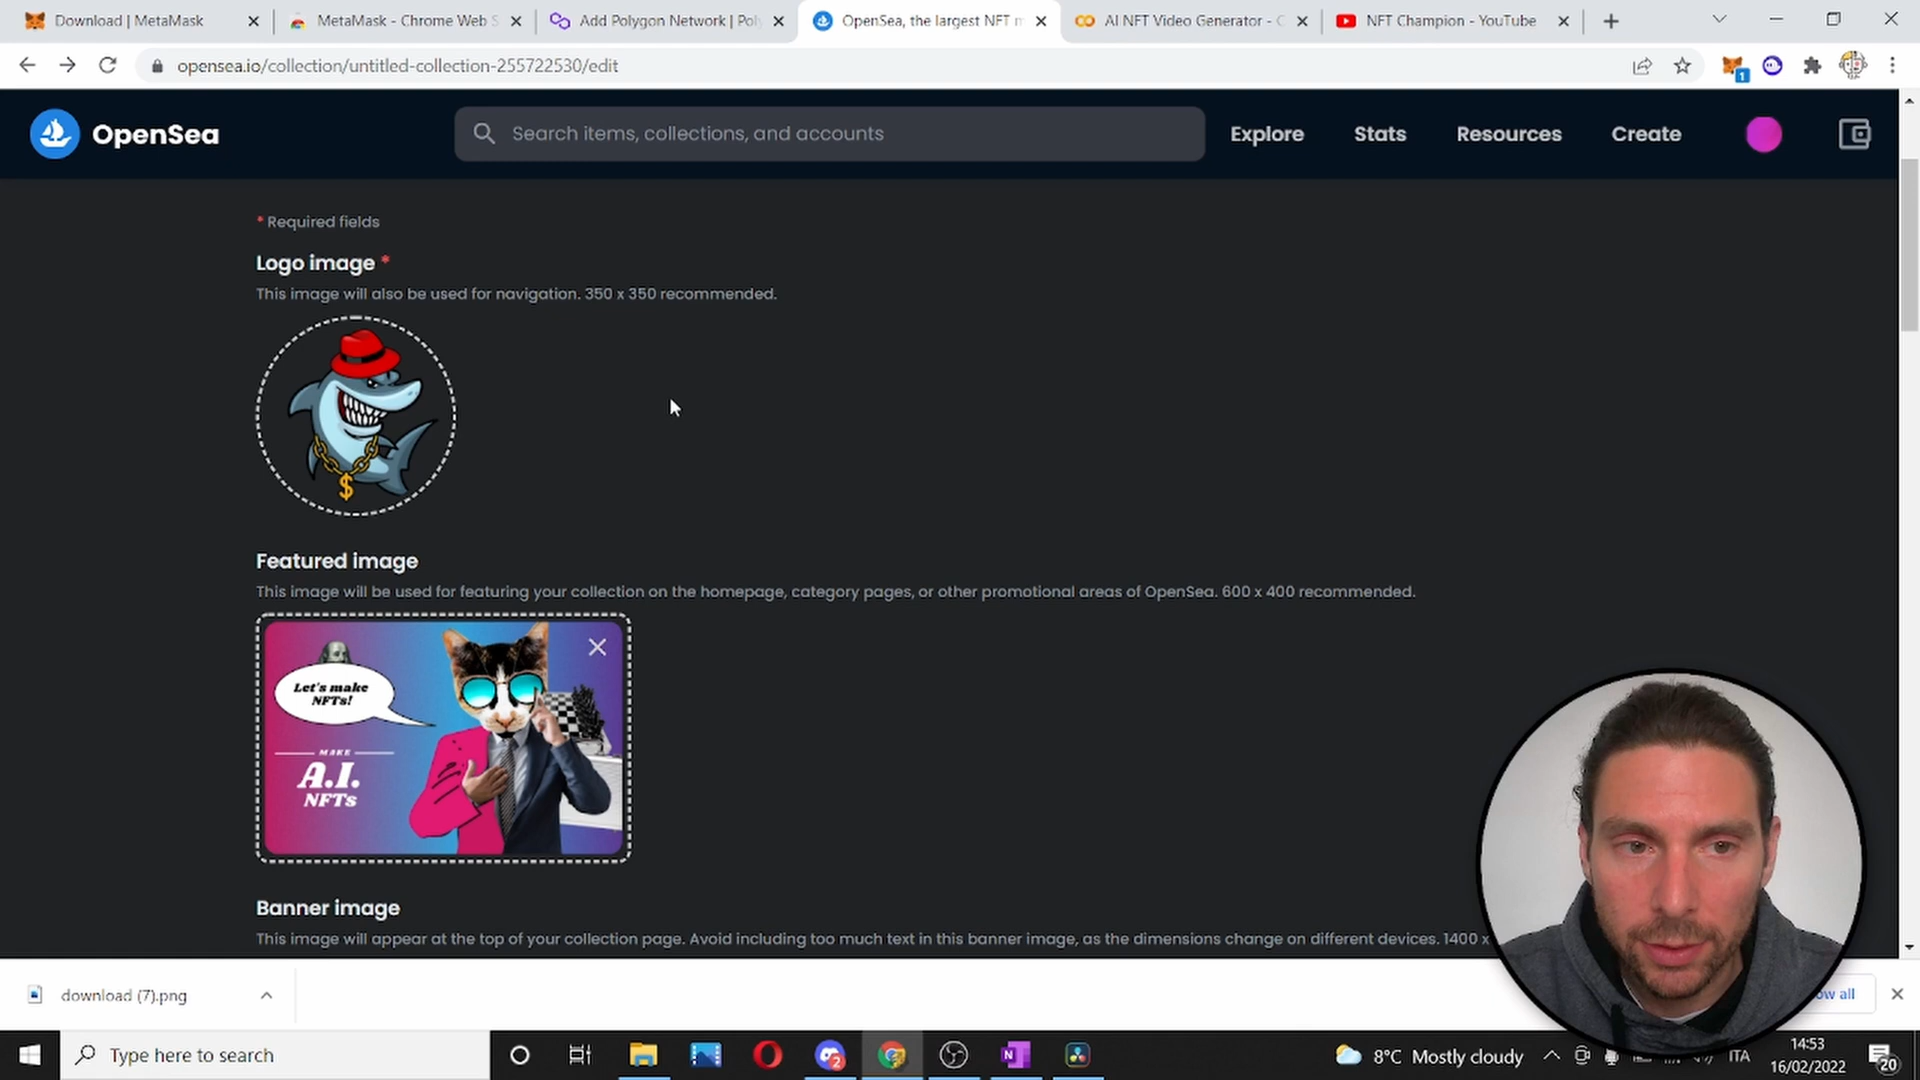 Download | MetaMask
MetaMask - Chrome Web S
Add Polygon Network | Pol
OpenSea, the largest NFT m
AI NFT Video Generator - C
NFT Champion - YouTube
opensea.io/collection/untitled-collection-255722530/edit
1
OpenSea
Search items, collections, and accounts
Explore
Stats
Resources
Create
* Required fields
Logo image *
This image will also be used for navigation. 350 x 350 recommended.
$
Featured image
This image will be used for featuring your collection on the homepage, category pages, or other promotional areas of OpenSea. 600 x 400 recommended.
Let's make
NFTs!
MAKE
A.I.
NFTs
Banner image
This image will appear at the top of your collection page. Avoid including too much text in this banner image, as the dimensions change on different devices. 1400 x
download (7).png
all
Type here to search
2
N
8°C Mostly cloudy
ITA
14:53
16/02/2022
20